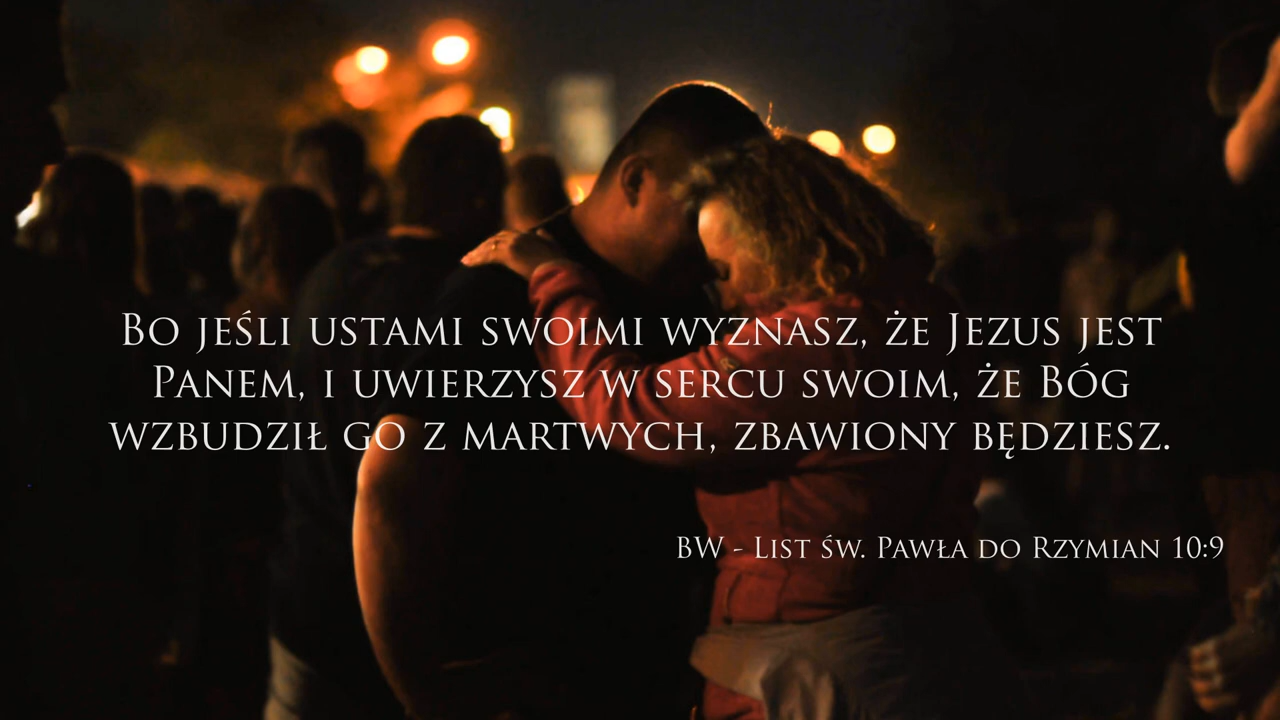 Bo jeśli ustami swoimi wyznasz, że Jezus jest
Panem, i uwierzysz w sercu swoim, że Bóg
wzbudził go z martwych, zbawiony będziesz.
BW - List św. Pawła do Rzymian 10:9